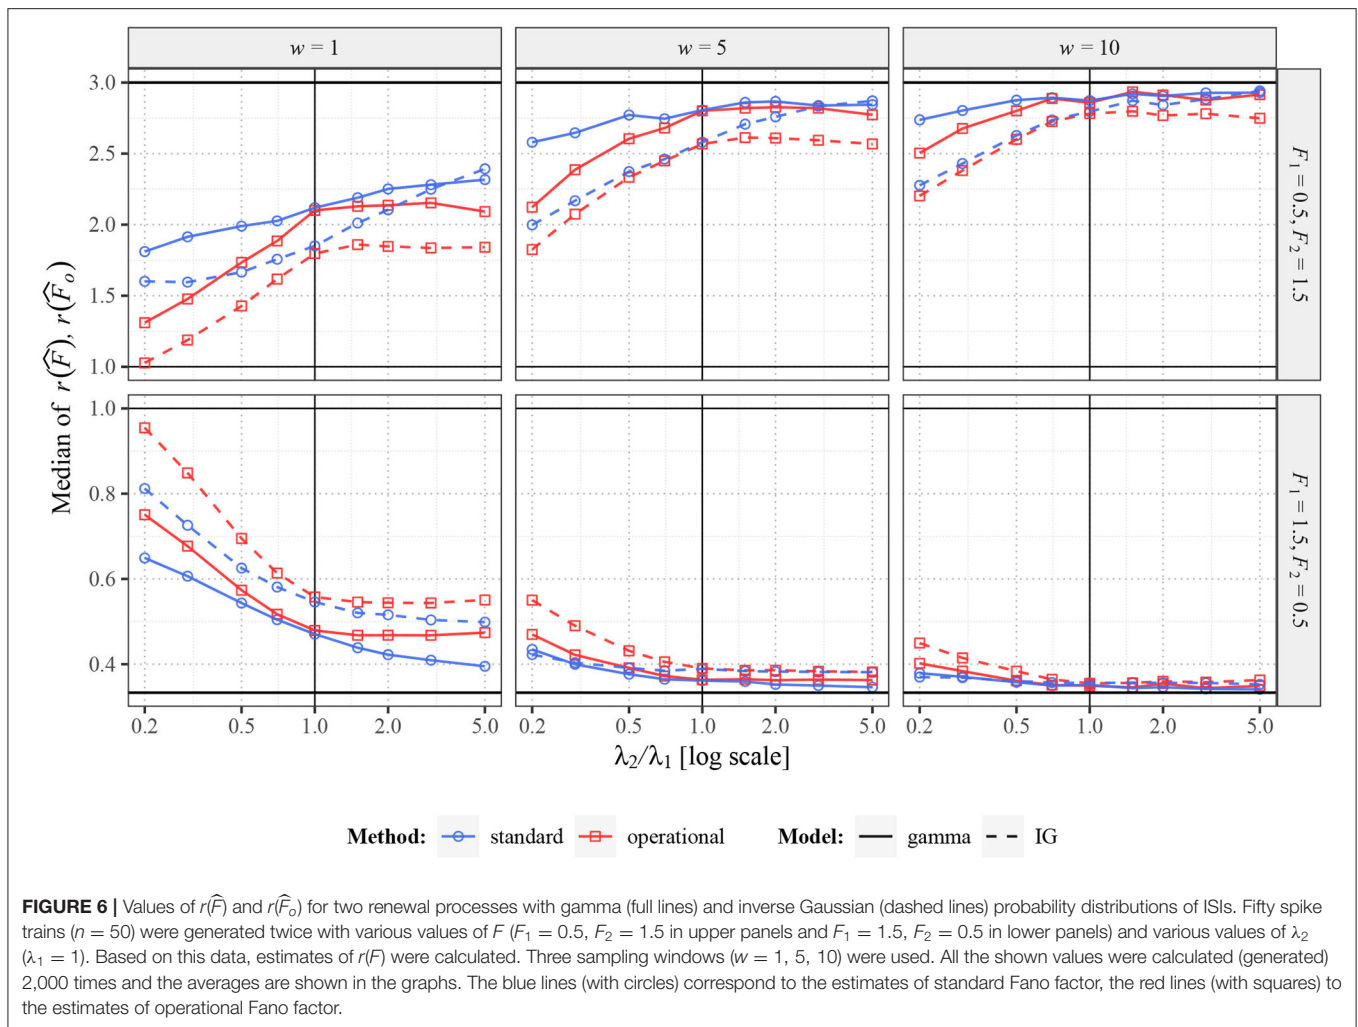 w = 1
w = 5
w = 10
Median of r(F̂), r(F̂ₒ)
3.0
2.5
2.0
1.5
1.0
F₁ = 0.5, F₂ = 1.5
1.0
0.8
0.6
0.4
F₁ = 1.5, F₂ = 0.5
0.2 0.5 1.0 2.0 5.0 0.2 0.5 1.0 2.0 5.0 0.2 0.5 1.0 2.0 5.0
λ₂/λ₁ [log scale]
Method: standard operational Model: gamma IG
FIGURE 6 | Values of r(F̂) and r(F̂ₒ) for two renewal processes with gamma (full lines) and inverse Gaussian (dashed lines) probability distributions of ISIs. Fifty spike
trains (n = 50) were generated twice with various values of F (F₁ = 0.5, F₂ = 1.5 in upper panels and F₁ = 1.5, F₂ = 0.5 in lower panels) and various values of λ₂
(λ₁ = 1). Based on this data, estimates of r(F) were calculated. Three sampling windows (w = 1, 5, 10) were used. All the shown values were calculated (generated)
2,000 times and the averages are shown in the graphs. The blue lines (with circles) correspond to the estimates of standard Fano factor, the red lines (with squares) to
the estimates of operational Fano factor.